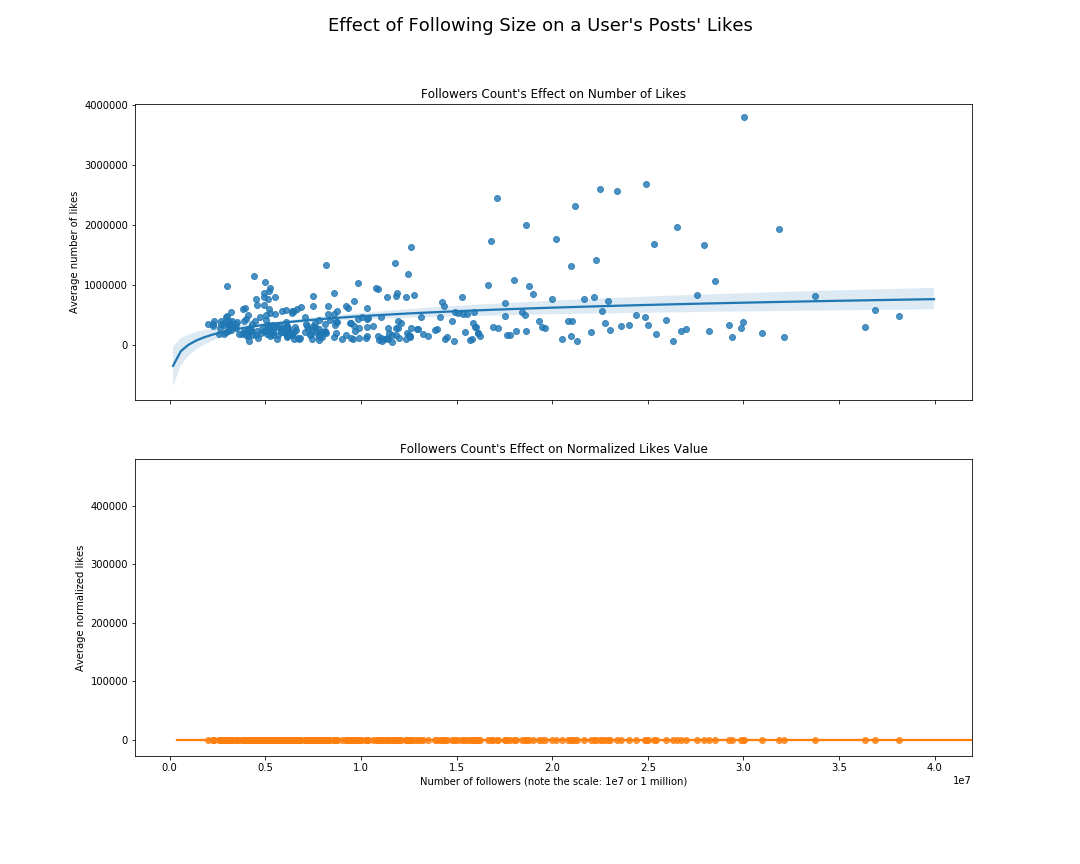 Effect of Following Size on a User's Posts' Likes
Followers Count's Effect on Number of Likes
4000000
3000000
2000000
1000000
0
Average number of likes
Followers Count's Effect on Normalized Likes Value
400000
300000
200000
100000
0
Average normalized likes
0.0 0.5 1.0 1.5 2.0 2.5 3.0 3.5 4.0
1e7
Number of followers (note the scale: 1e7 or 1 million)